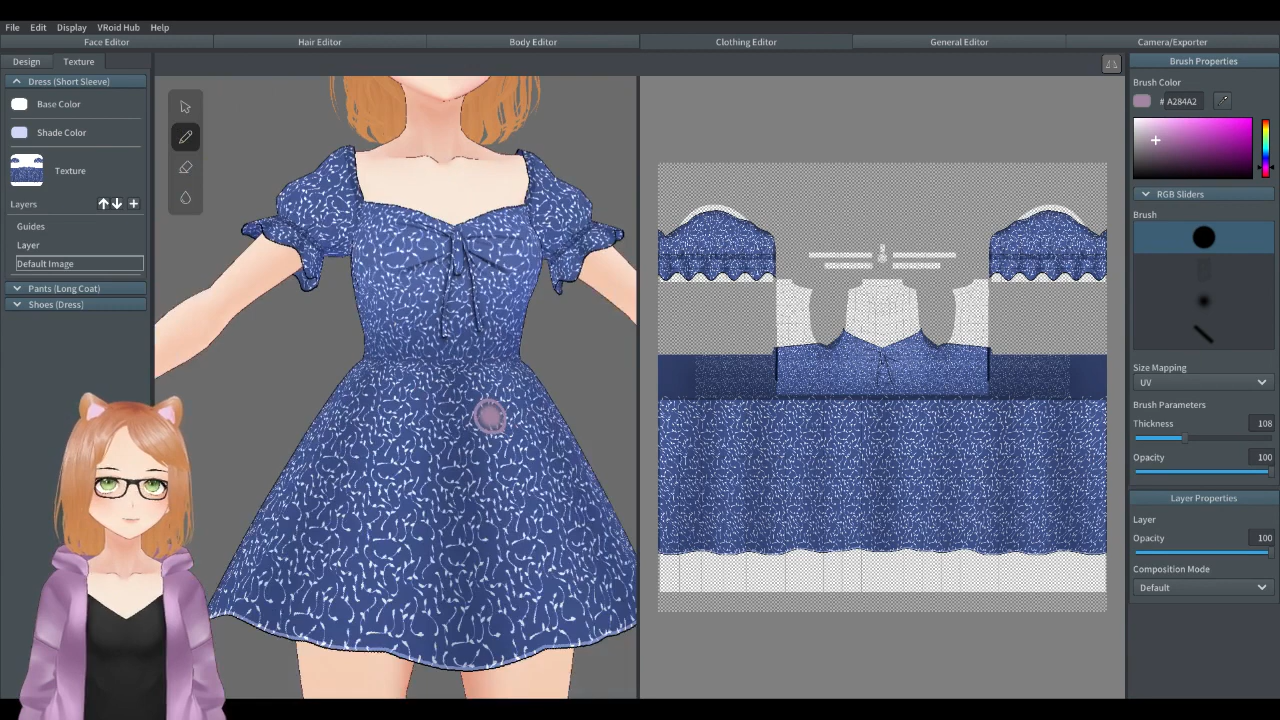 File Edit Display VRoid Hub Help
Face Editor Hair Editor Body Editor Clothing Editor General Editor Camera/Exporter
Design Texture
Dress (Short Sleeve)
Base Color
Shade Color
Texture
Layers
Guides
Layer
Default Image
Pants (Long Coat)
Shoes (Dress)
Brush Properties
Brush Color
# A284A2
RGB Sliders
Brush
Size Mapping
UV
Brush Parameters
Thickness 108
Opacity 100
Layer Properties
Layer
Opacity 100
Composition Mode
Default